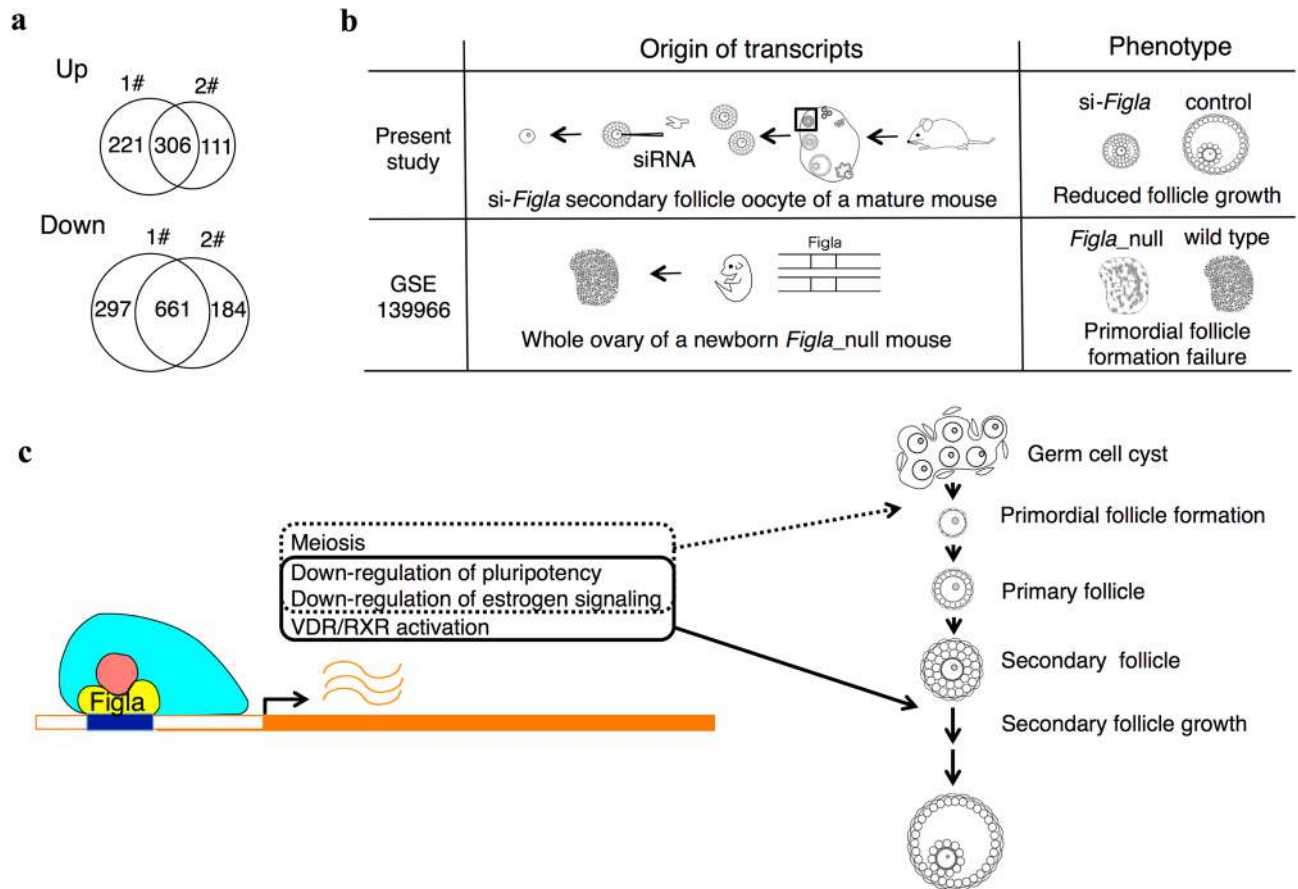 a
Up
1# 2#
221 306 111
Down
1# 2#
297 661 184
b
Origin of transcripts
Phenotype
Present
study
siRNA
si-Figla secondary follicle oocyte of a mature mouse
si-Figla control
Reduced follicle growth
GSE
139966
Figla
Whole ovary of a newborn Figla_null mouse
Figla_null wild type
Primordial follicle
formation failure
c
Meiosis
Down-regulation of pluripotency
Down-regulation of estrogen signaling
VDR/RXR activation
Figla
Germ cell cyst
Primordial follicle formation
Primary follicle
Secondary follicle
Secondary follicle growth